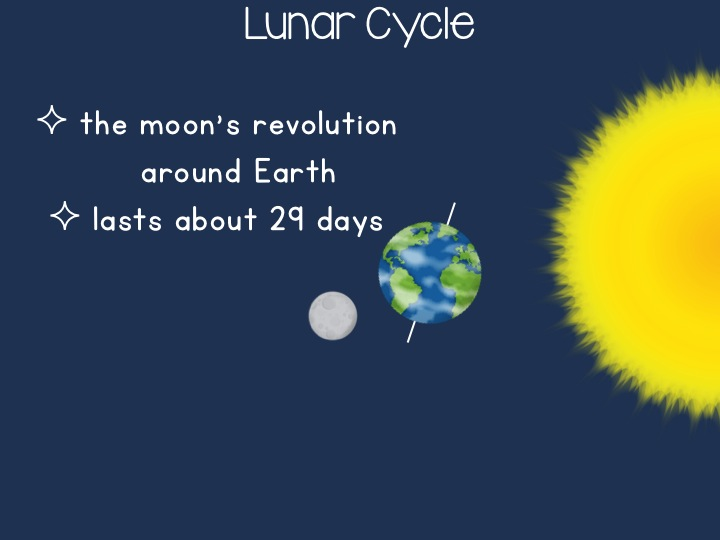 Lunar Cycle
✧ the moon's revolution
around Earth
✧ lasts about 29 days